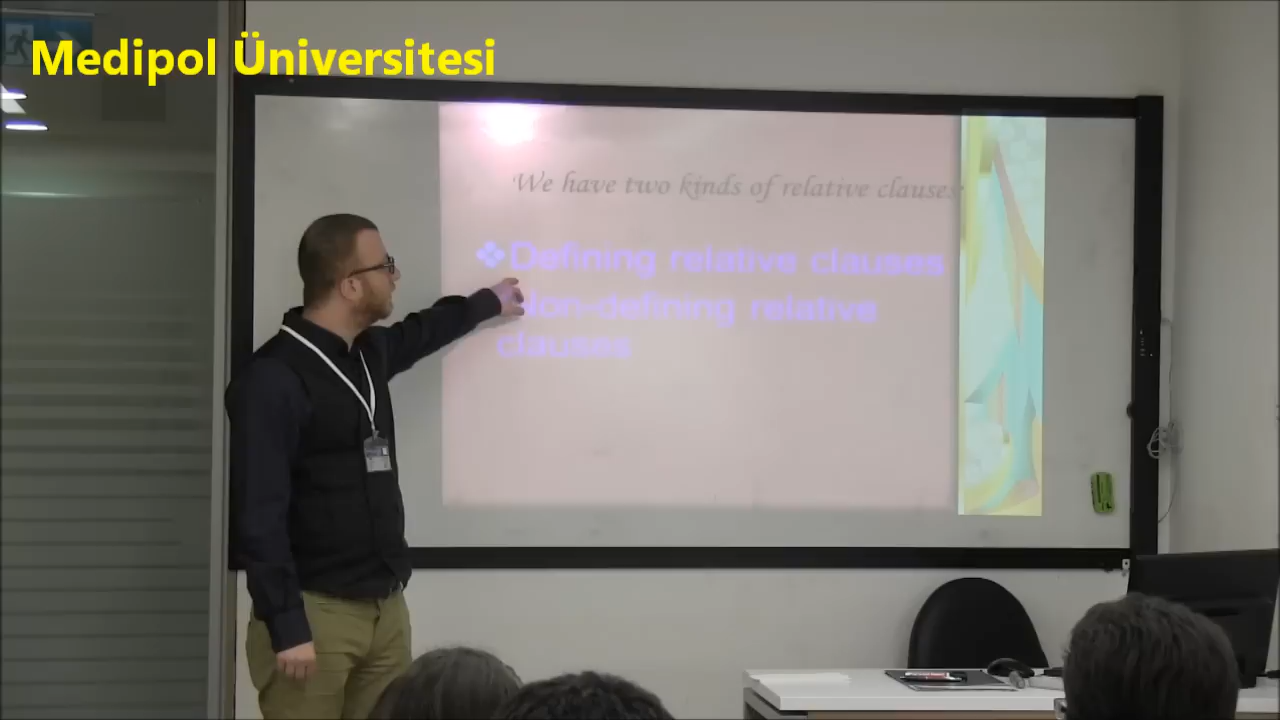 Medipol Üniversitesi
We have two kinds of relative clauses:
Defining relative clauses
Non-defining relative
clauses